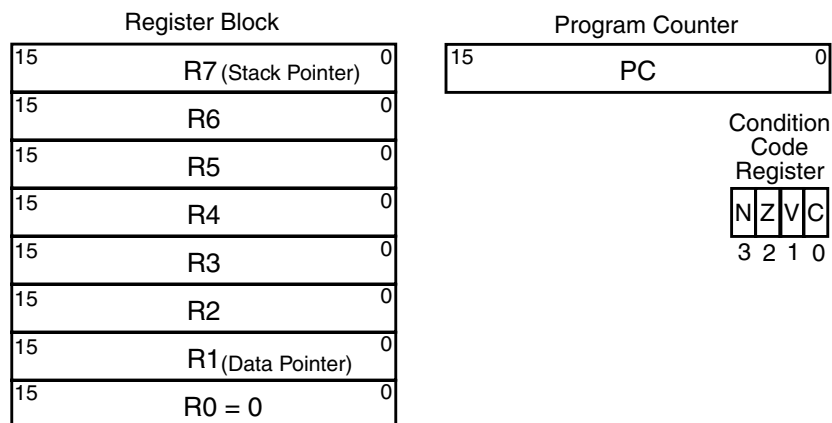 Register Block
15 R7 (Stack Pointer) 0
15 R6 0
15 R5 0
15 R4 0
15 R3 0
15 R2 0
15 R1 (Data Pointer) 0
15 R0 = 0 0
Program Counter
15 PC 0
Condition
Code
Register
N Z V C
3 2 1 0